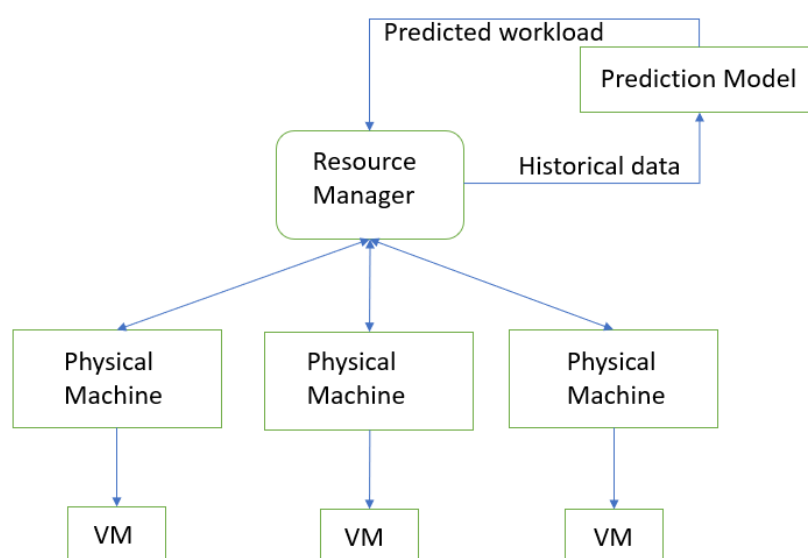 Predicted workload
Prediction Model
Resource
Manager
Historical data
Physical
Machine
Physical
Machine
Physical
Machine
VM
VM
VM